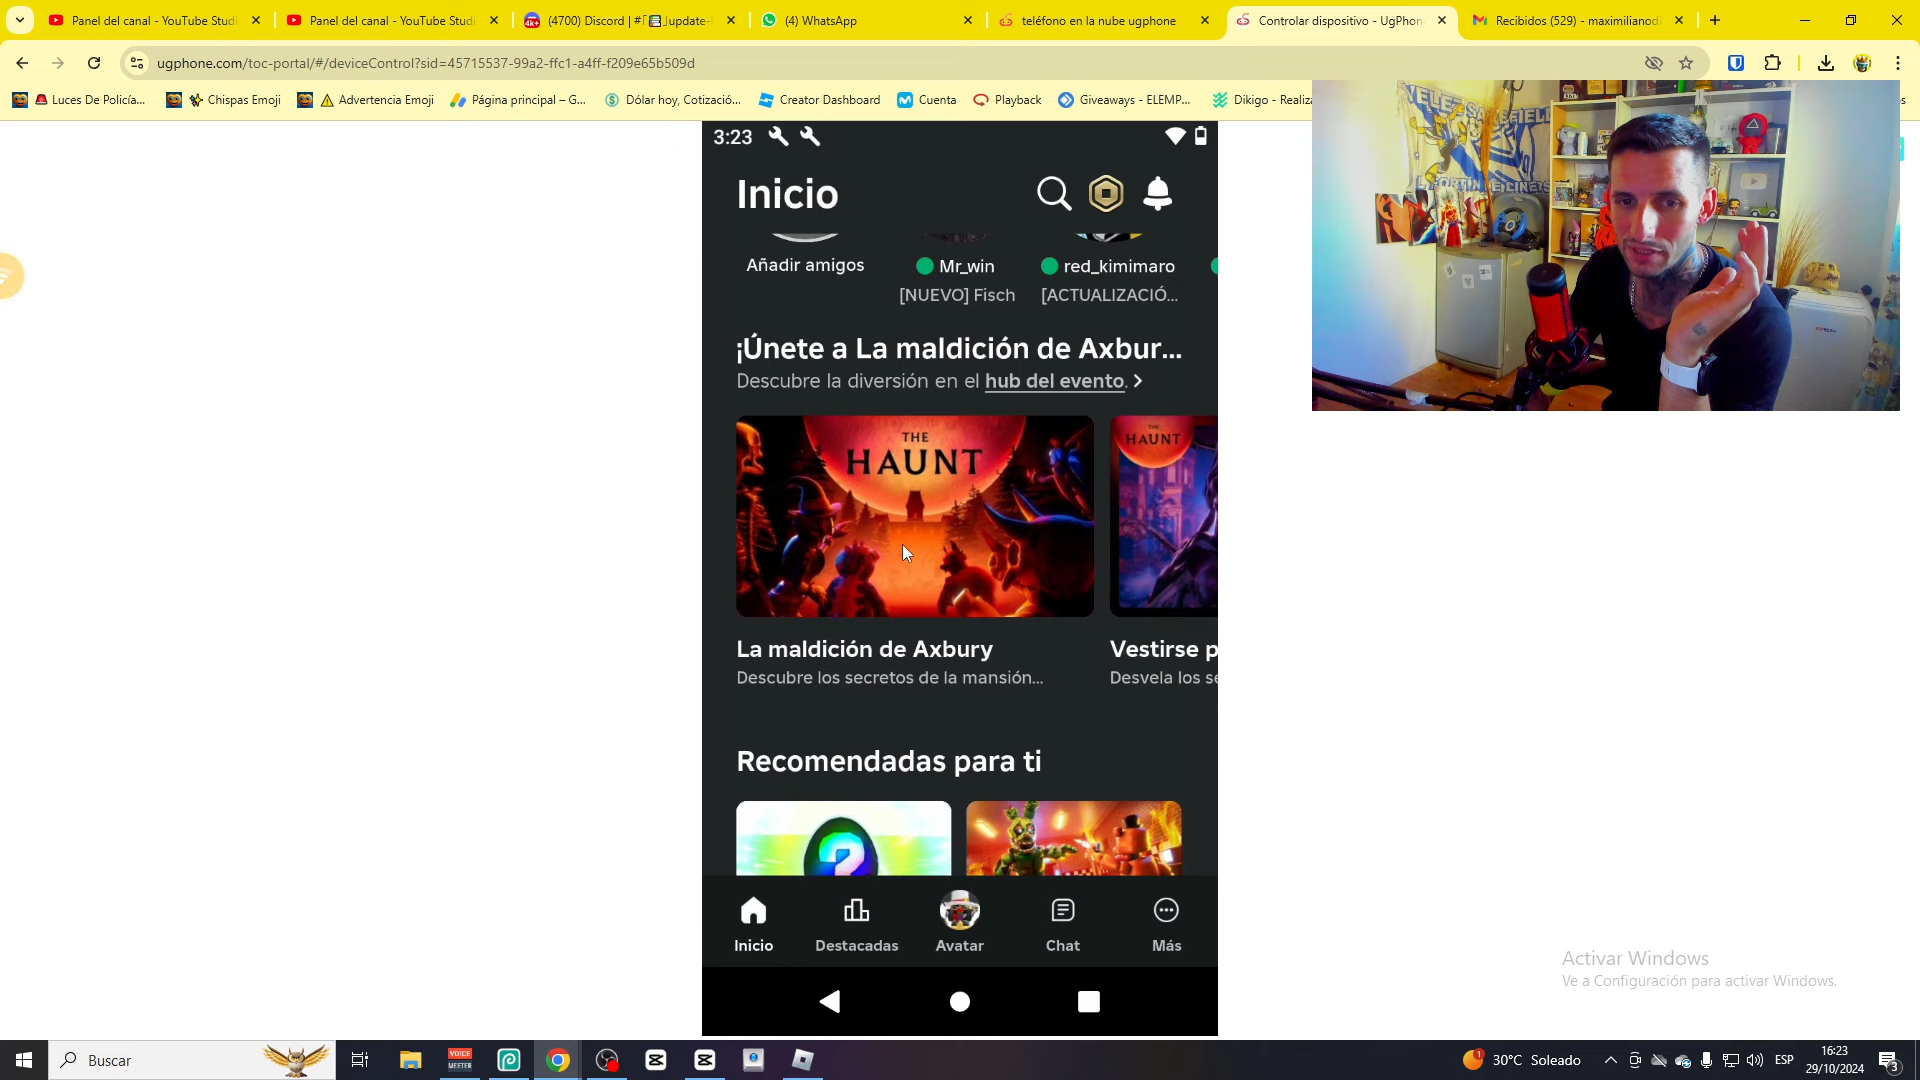 Panel del canal - YouTube Studi
Panel del canal - YouTube Studi
(4700) Discord | #
update-
(4) WhatsApp
teléfono en la nube ugphone
Controlar dispositivo - UgPhon
Recibidos (529) - maximilianod
ugphone.com/toc-portal/#/deviceControl?sid=45715537-99a2-ffc1-a4ff-f209e65b509d
Luces De Policía...
Chispas Emoji
Advertencia Emoji
Página principal – G...
Dólar hoy, Cotizació...
Creator Dashboard
Cuenta
Playback
Giveaways - ELEMP...
Dikigo - Realiza
3:23
Inicio
Añadir amigos
Mr_win
red_kimimaro
[NUEVO] Fisch
[ACTUALIZACIÓ...
¡Únete a La maldición de Axbur...
Descubre la diversión en el hub del evento.
THE
HAUNT
THE
HAUNT
La maldición de Axbury
Vestirse p
Descubre los secretos de la mansión...
Desvela los se
Recomendadas para ti
?
Inicio
Destacadas
Avatar
Chat
Más
Activar Windows
Ve a Configuración para activar Windows.
Buscar
VOICE
MEETER
30°C Soleado
ESP
16:23
29/10/2024
3